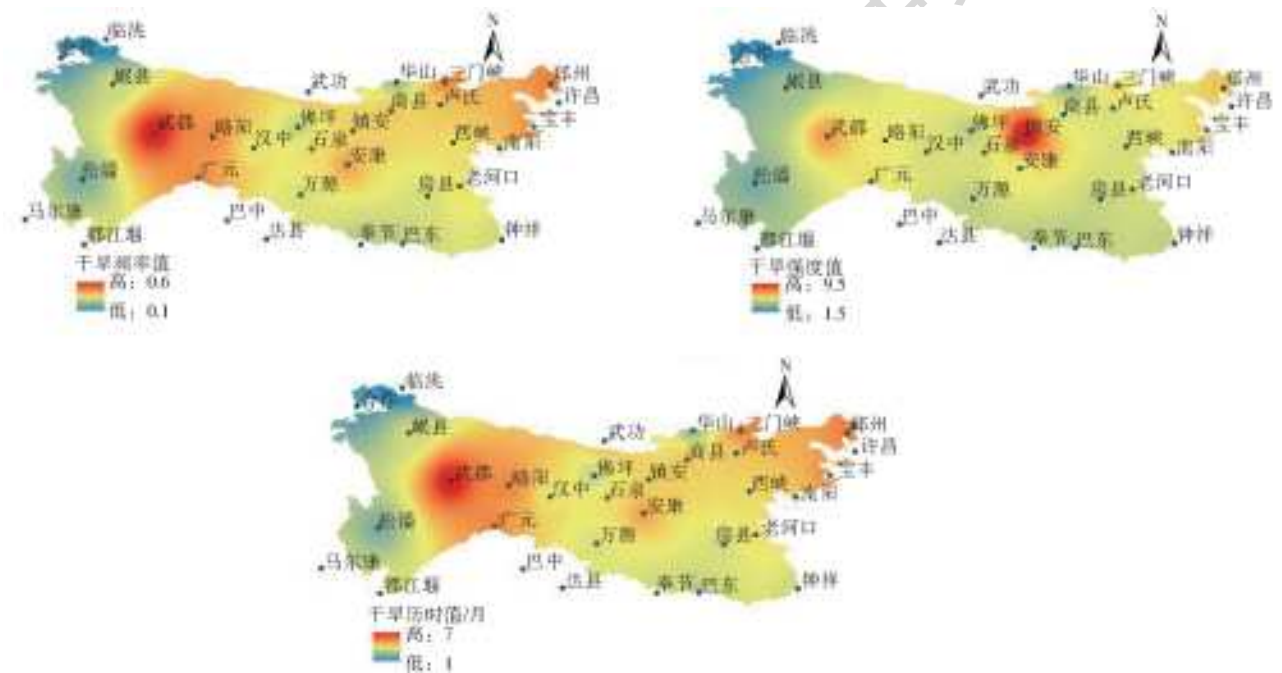 N
临洮
合作
岷县
武都
略阳
汉中
佛坪
石泉
镇安
安康
武功
华山
三门峡
商县
卢氏
郑州
许昌
宝丰
西峡
南阳
松潘
广元
万源
房县
老河口
马尔康
巴中
都江堰
达县
奉节
巴东
钟祥
干旱频率值
高：0.6
低：0.1
N
临洮
岷县
武都
略阳
汉中
佛坪
石泉
镇安
安康
武功
华山
三门峡
商县
卢氏
郑州
许昌
宝丰
西峡
南阳
松潘
广元
万源
房县
老河口
马尔康
巴中
都江堰
达县
奉节
巴东
钟祥
干旱强度值
高：9.5
低：1.5
N
临洮
合作
岷县
武都
略阳
汉中
佛坪
石泉
镇安
安康
武功
华山
三门峡
商县
卢氏
郑州
许昌
宝丰
西峡
南阳
松潘
广元
万源
房县
老河口
马尔康
巴中
都江堰
达县
奉节
巴东
钟祥
干旱历时值/月
高：7
低：1